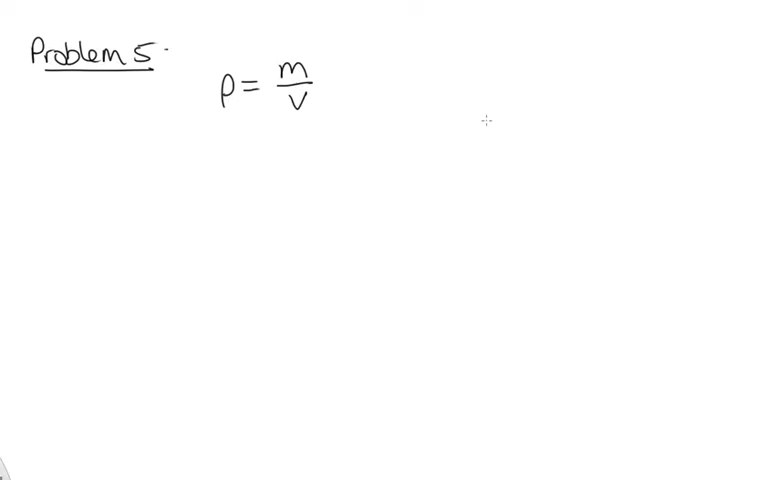 Problem 5.
ρ = m/v